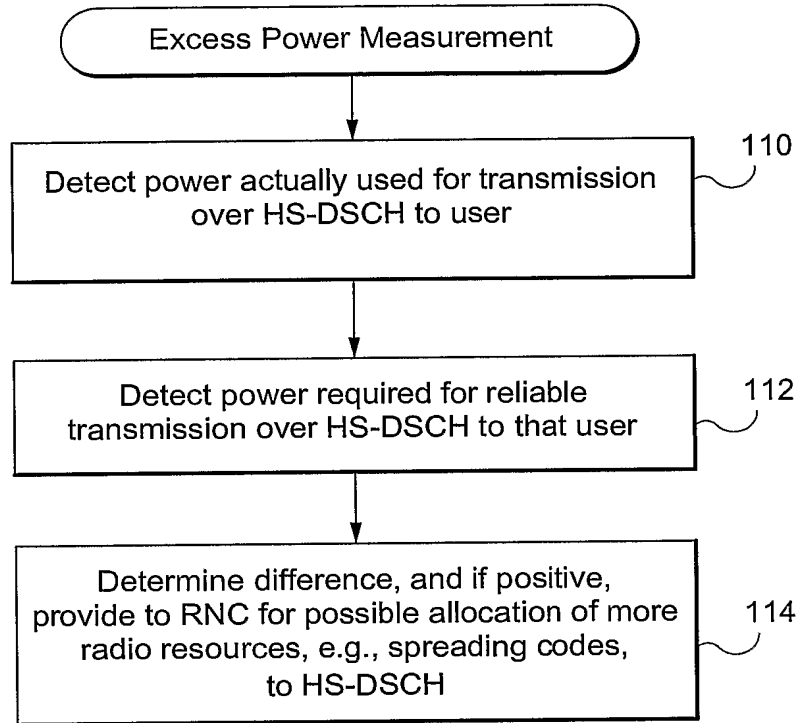 Excess Power Measurement
110
Detect power actually used for transmission
over HS-DSCH to user
112
Detect power required for reliable
transmission over HS-DSCH to that user
Determine difference, and if positive,
provide to RNC for possible allocation of more
radio resources, e.g., spreading codes,
to HS-DSCH
114